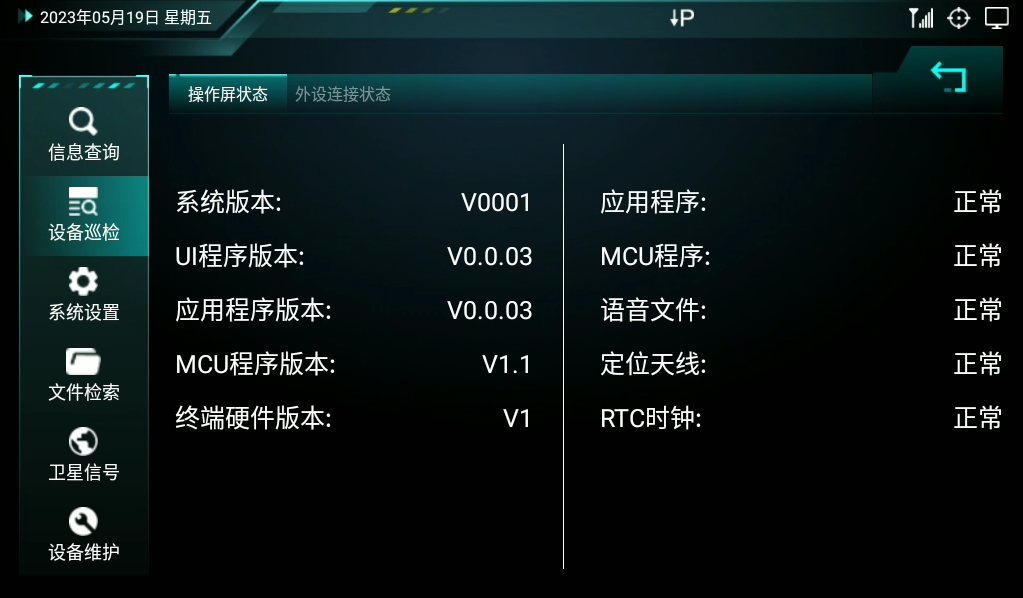 2023年05月19日 星期五
↓P
操作屏状态
外设连接状态
信息查询
设备巡检
系统设置
文件检索
卫星信号
设备维护
系统版本: V0001
UI程序版本: V0.0.03
应用程序版本: V0.0.03
MCU程序版本: V1.1
终端硬件版本: V1
应用程序: 正常
MCU程序: 正常
语音文件: 正常
定位天线: 正常
RTC时钟: 正常